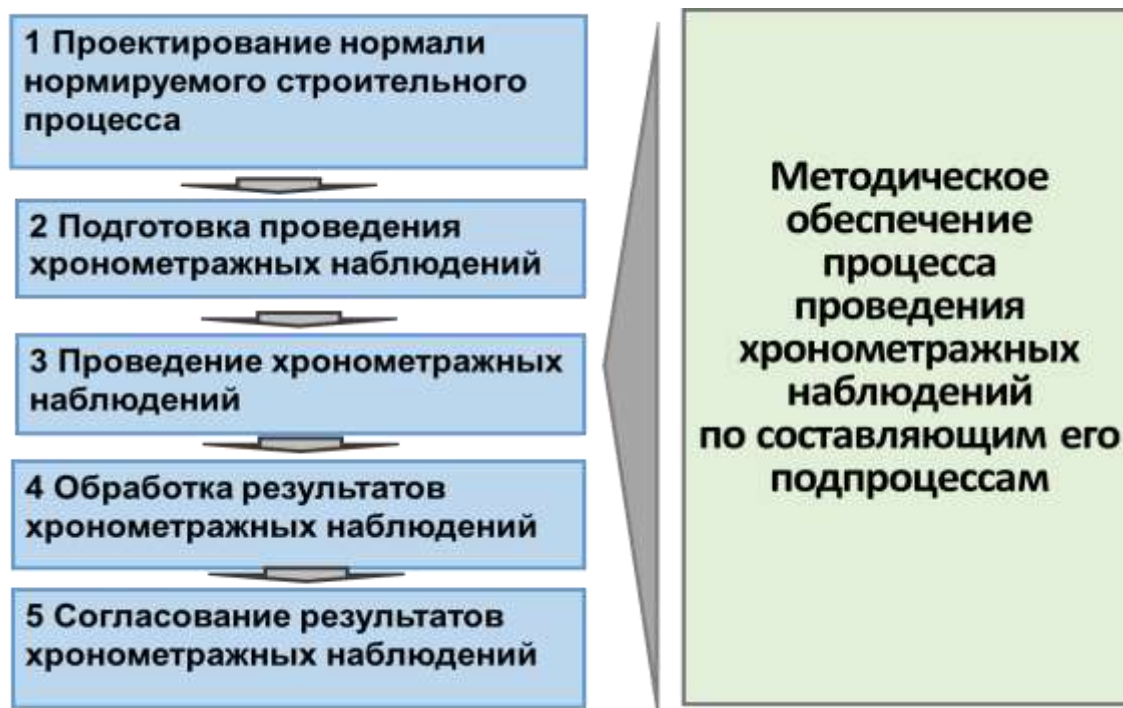 1 Проектирование нормали
нормируемого строительного
процесса
2 Подготовка проведения
хронометражных наблюдений
3 Проведение хронометражных
наблюдений
4 Обработка результатов
хронометражных наблюдений
5 Согласование результатов
хронометражных наблюдений
Методическое
обеспечение
процесса
проведения
хронометражных
наблюдений
по составляющим его
подпроцессам